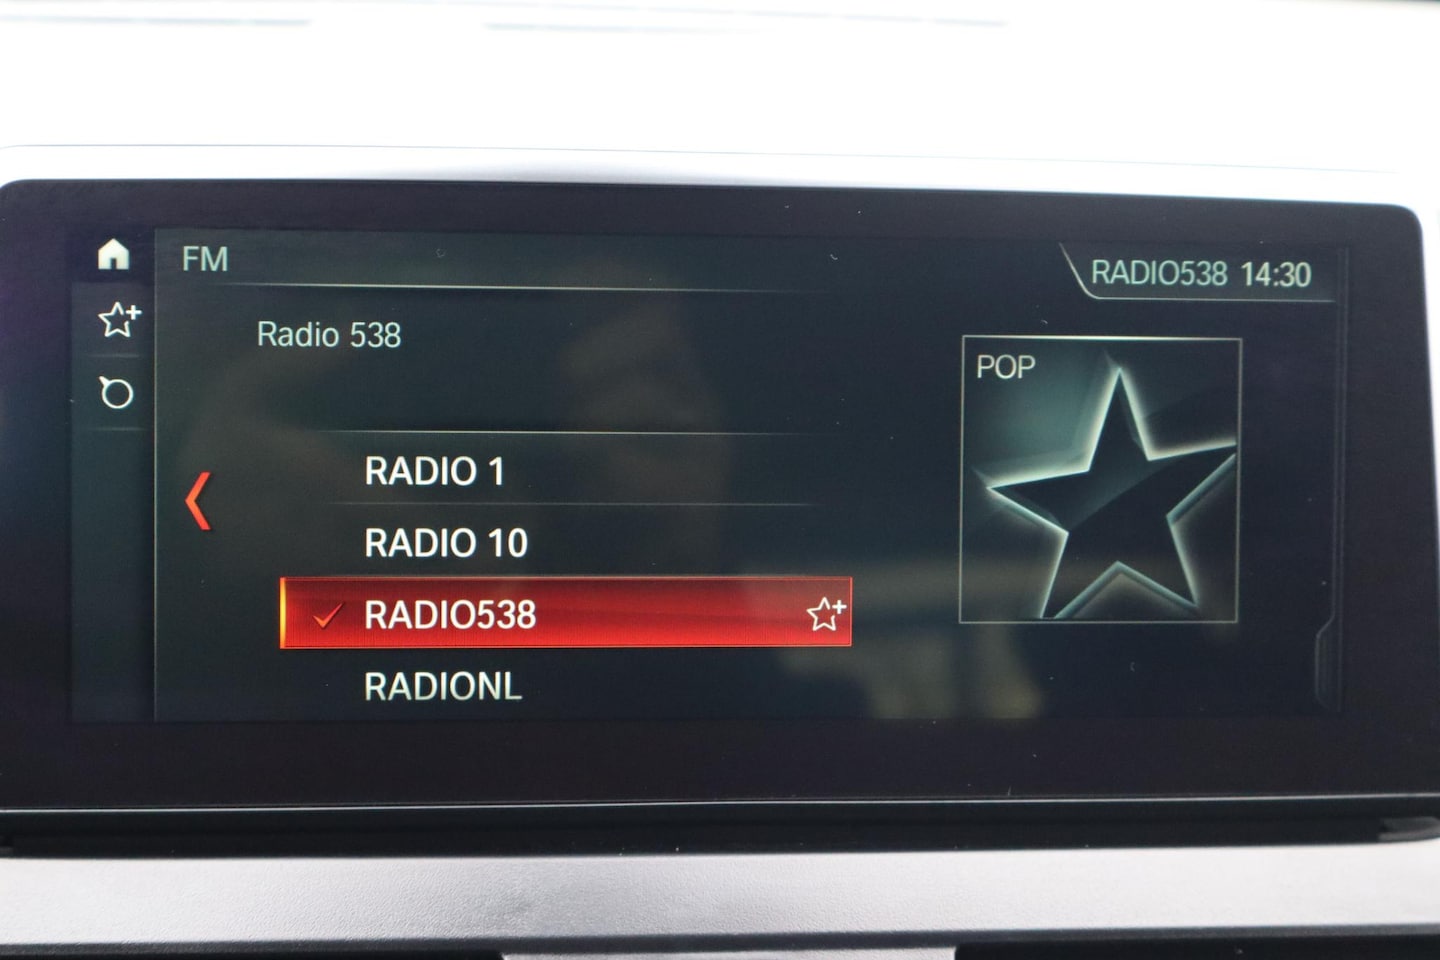 FM
RADIO538 14:30
Radio 538
POP
RADIO 1
RADIO 10
RADIO538
RADIONL